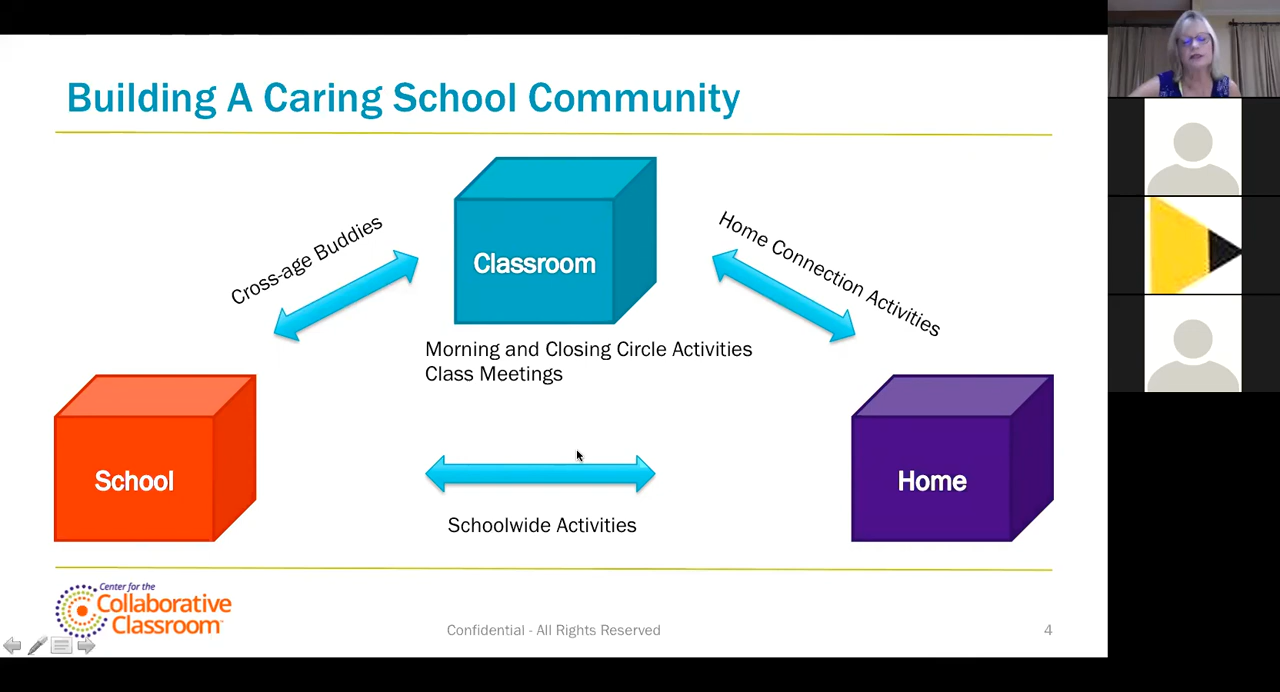 Building A Caring School Community
Cross-age Buddies
Classroom
Home Connection Activities
Morning and Closing Circle Activities
Class Meetings
School
Home
Schoolwide Activities
Center for the
Collaborative
Classroom
Confidential - All Rights Reserved
4